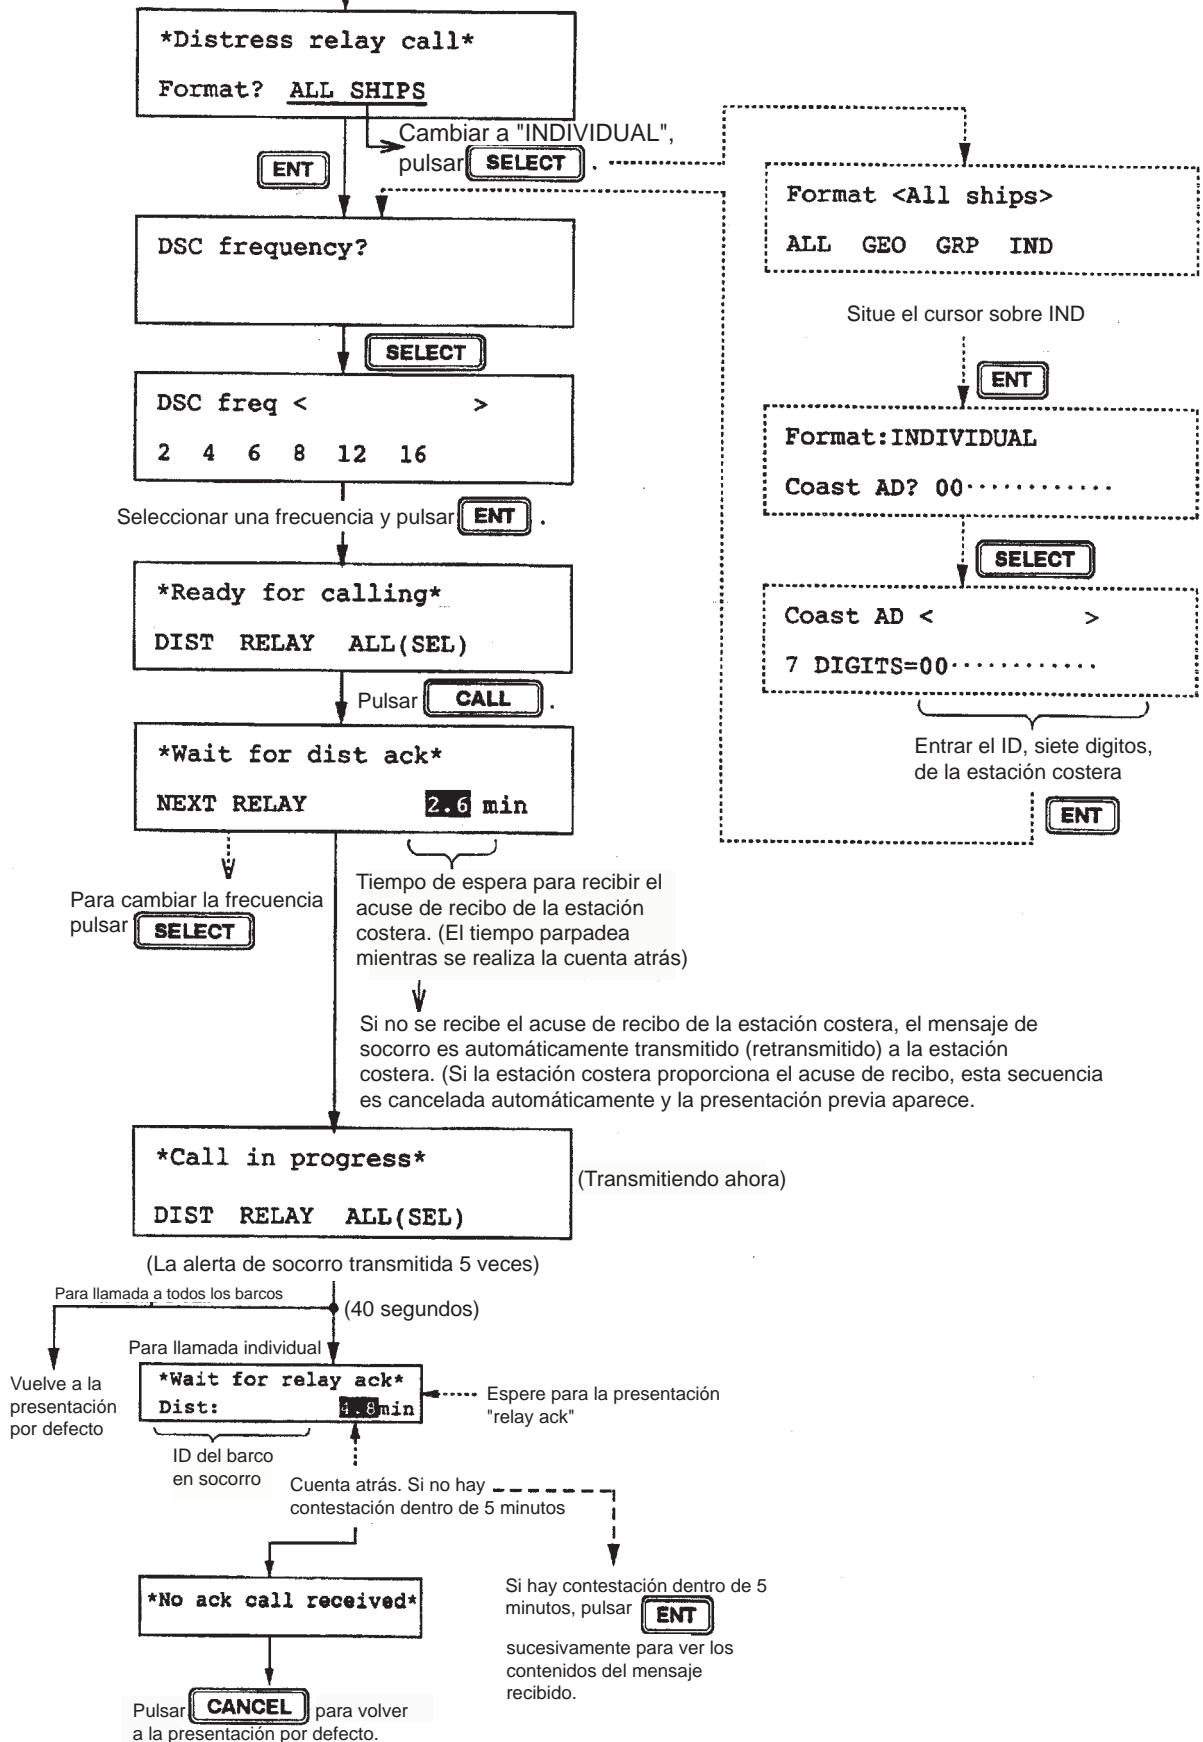 *Distress relay call*
Format? ALL SHIPS
Cambiar a "INDIVIDUAL",
pulsar SELECT .
ENT
DSC frequency?
SELECT
DSC freq < >
2 4 6 8 12 16
Seleccionar una frecuencia y pulsar ENT .
*Ready for calling*
DIST RELAY ALL(SEL)
Pulsar CALL .
*Wait for dist ack*
NEXT RELAY 2.6 min
Para cambiar la frecuencia
pulsar SELECT
Tiempo de espera para recibir el
acuse de recibo de la estación
costera. (El tiempo parpadea
mientras se realiza la cuenta atrás)
Format <All ships>
ALL GEO GRP IND
Situe el cursor sobre IND
ENT
Format:INDIVIDUAL
Coast AD? 00············
SELECT
Coast AD < >
7 DIGITS=00············
Entrar el ID, siete digitos,
de la estación costera
ENT
Si no se recibe el acuse de recibo de la estación costera, el mensaje de
socorro es automáticamente transmitido (retransmitido) a la estación
costera. (Si la estación costera proporciona el acuse de recibo, esta secuencia
es cancelada automáticamente y la presentación previa aparece.
*Call in progress*
DIST RELAY ALL(SEL)
(Transmitiendo ahora)
(La alerta de socorro transmitida 5 veces)
Para llamada a todos los barcos
(40 segundos)
Para llamada individual
Vuelve a la
presentación
por defecto
*Wait for relay ack*
Dist: 4.8min
Espere para la presentación
"relay ack"
ID del barco
en socorro
Cuenta atrás. Si no hay
contestación dentro de 5 minutos
*No ack call received*
Pulsar CANCEL para volver
a la presentación por defecto.
Si hay contestación dentro de 5
minutos, pulsar ENT
sucesivamente para ver los
contenidos del mensaje
recibido.